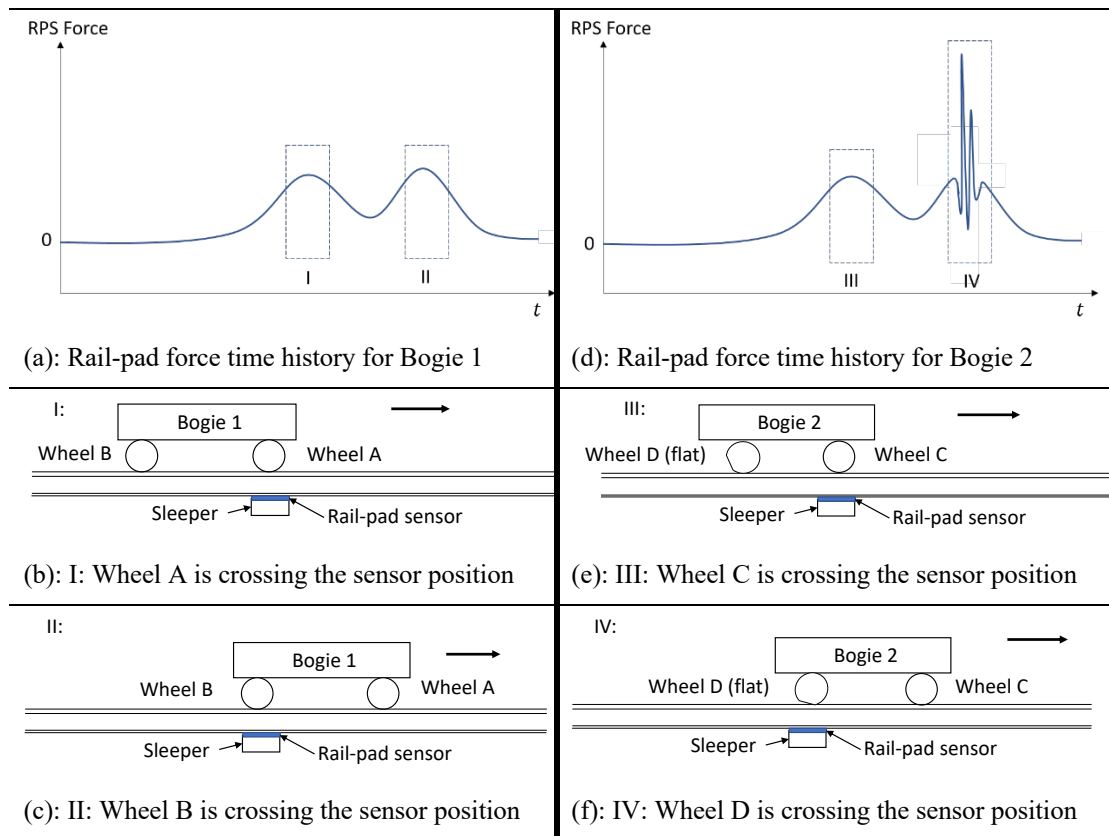 RPS Force
0
I
II
t
(a): Rail-pad force time history for Bogie 1
I:
Bogie 1
Wheel B
Wheel A
Sleeper
Rail-pad sensor
(b): I: Wheel A is crossing the sensor position
II:
Bogie 1
Wheel B
Wheel A
Sleeper
Rail-pad sensor
(c): II: Wheel B is crossing the sensor position
RPS Force
0
III
IV
t
(d): Rail-pad force time history for Bogie 2
III:
Bogie 2
Wheel D (flat)
Wheel C
Sleeper
Rail-pad sensor
(e): III: Wheel C is crossing the sensor position
IV:
Bogie 2
Wheel D (flat)
Wheel C
Sleeper
Rail-pad sensor
(f): IV: Wheel D is crossing the sensor position